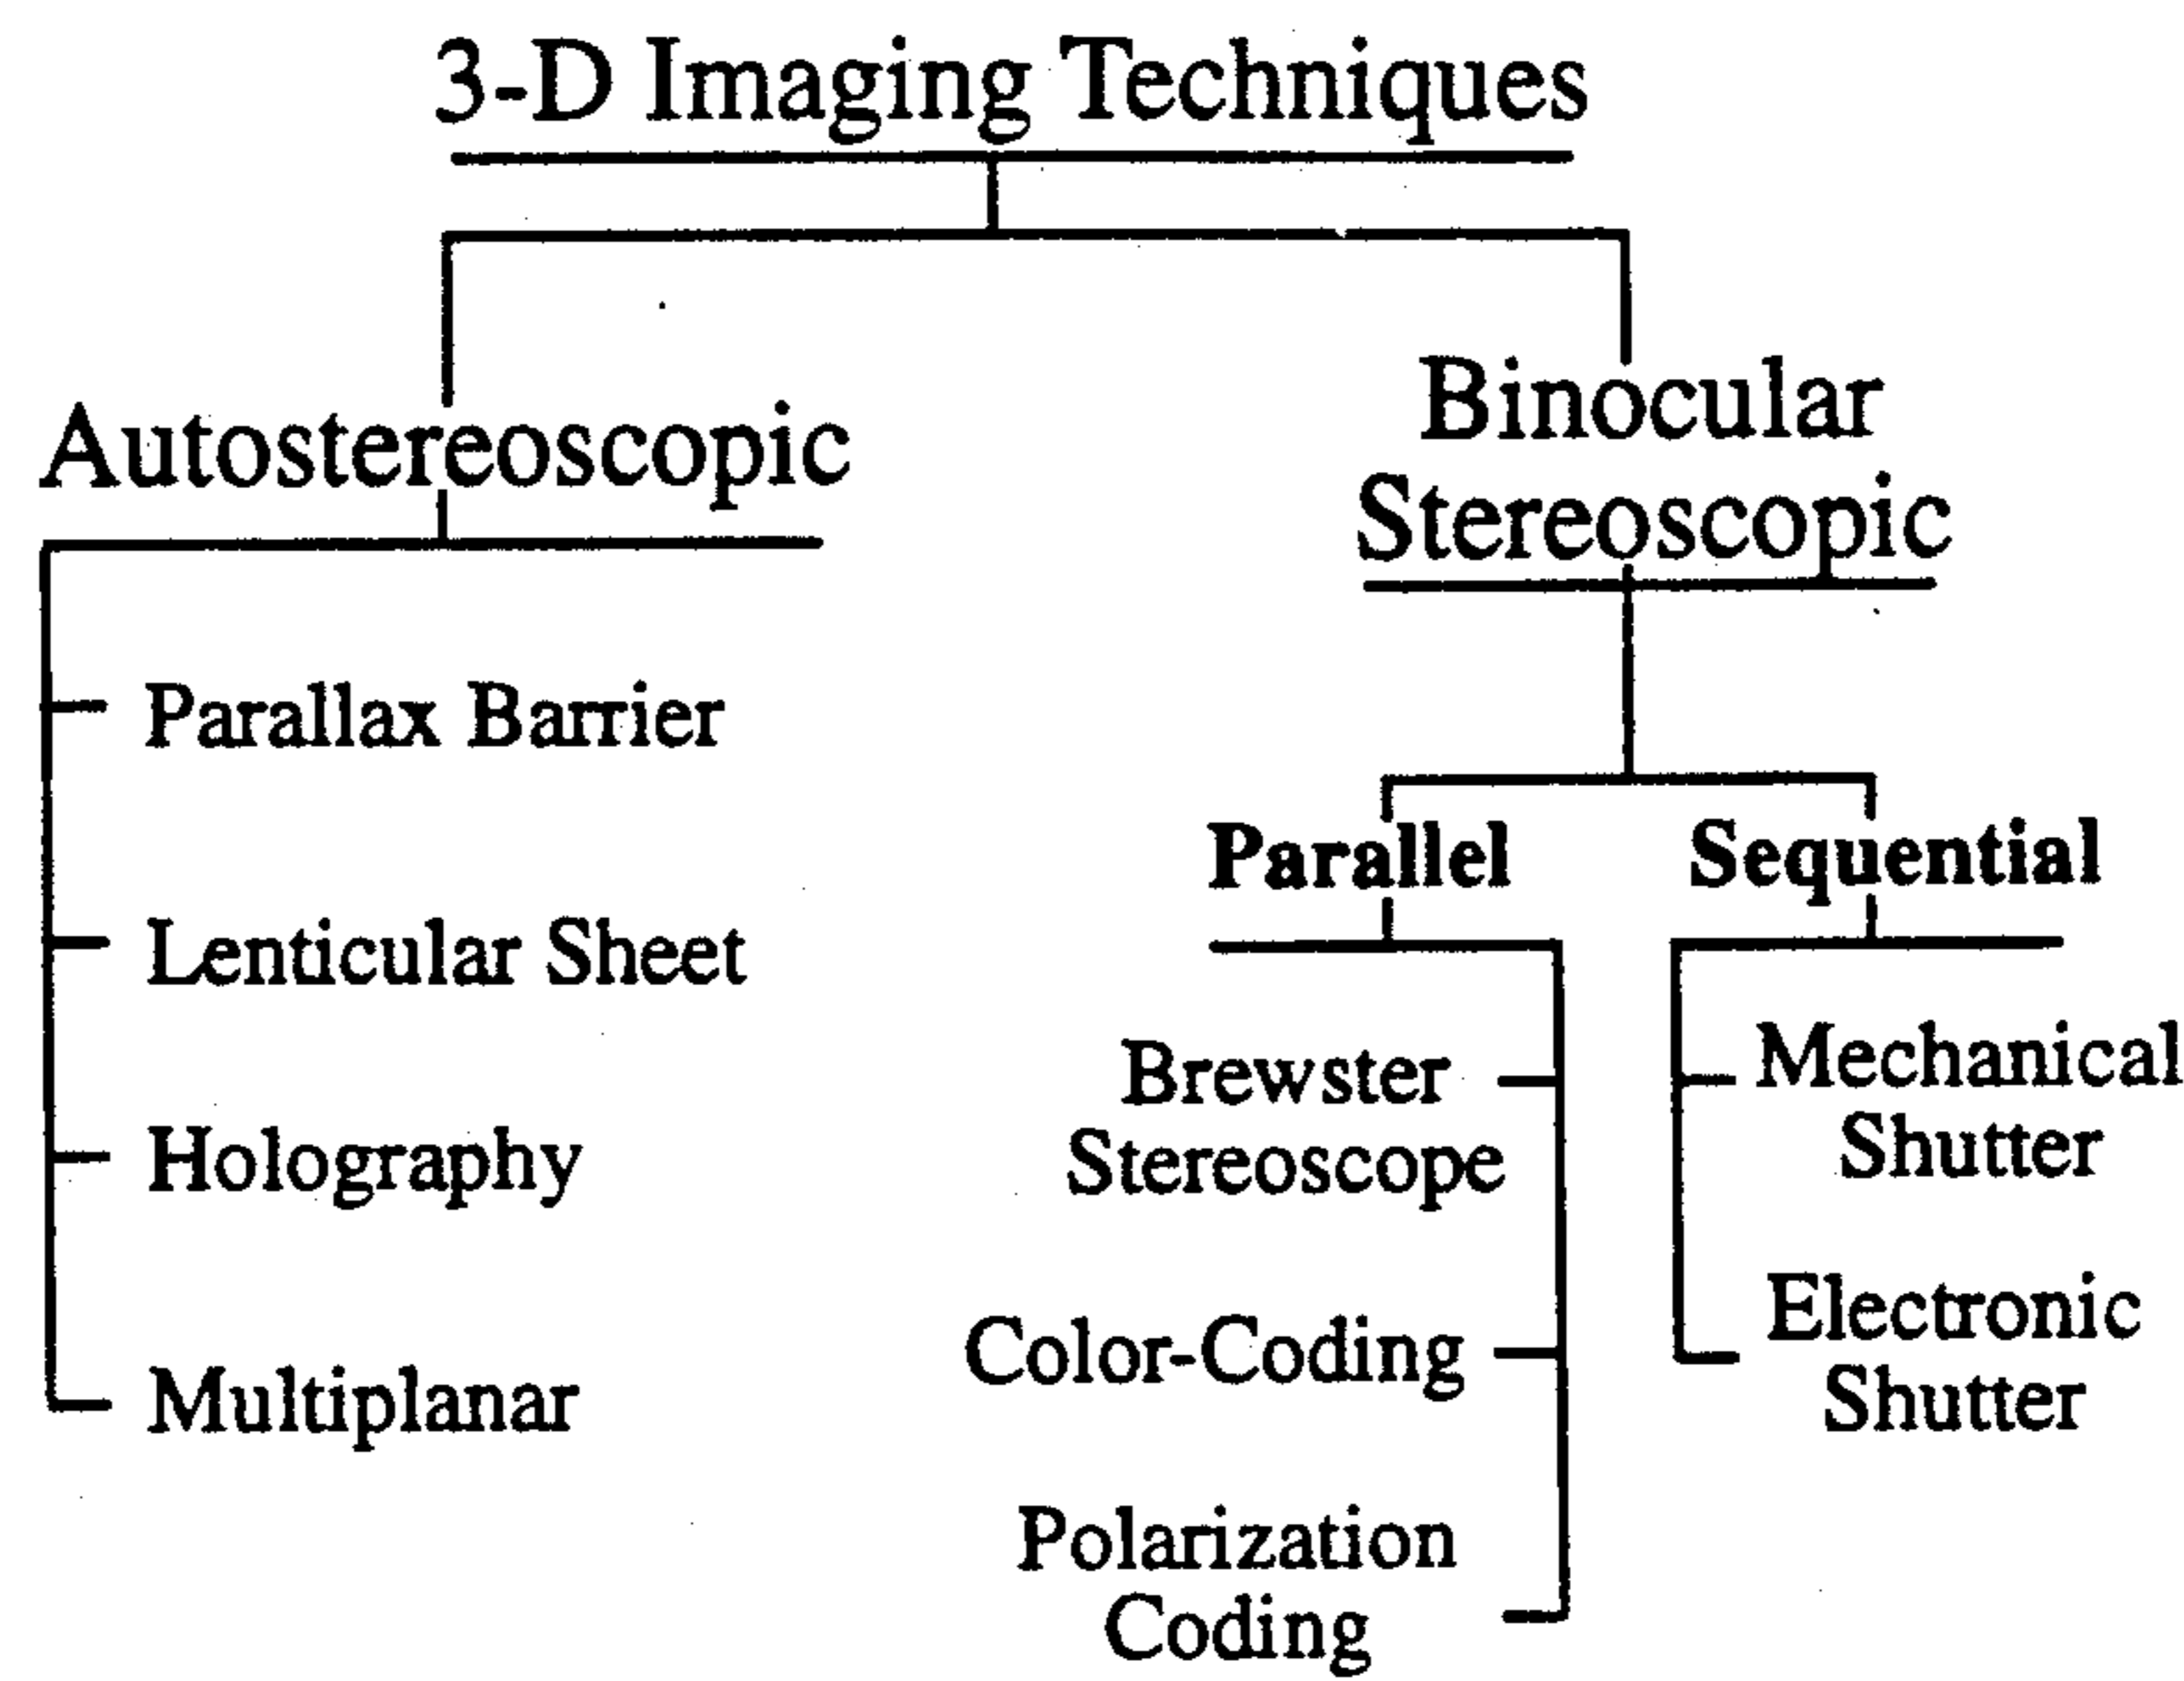 3-D Imaging Techniques
Autostereoscopic
Parallax Barrier
Lenticular Sheet
Holography
Multiplanar
Binocular
Stereoscopic
Parallel
Brewster
Stereoscope
Color-Coding
Polarization
Coding
Sequential
Mechanical
Shutter
Electronic
Shutter